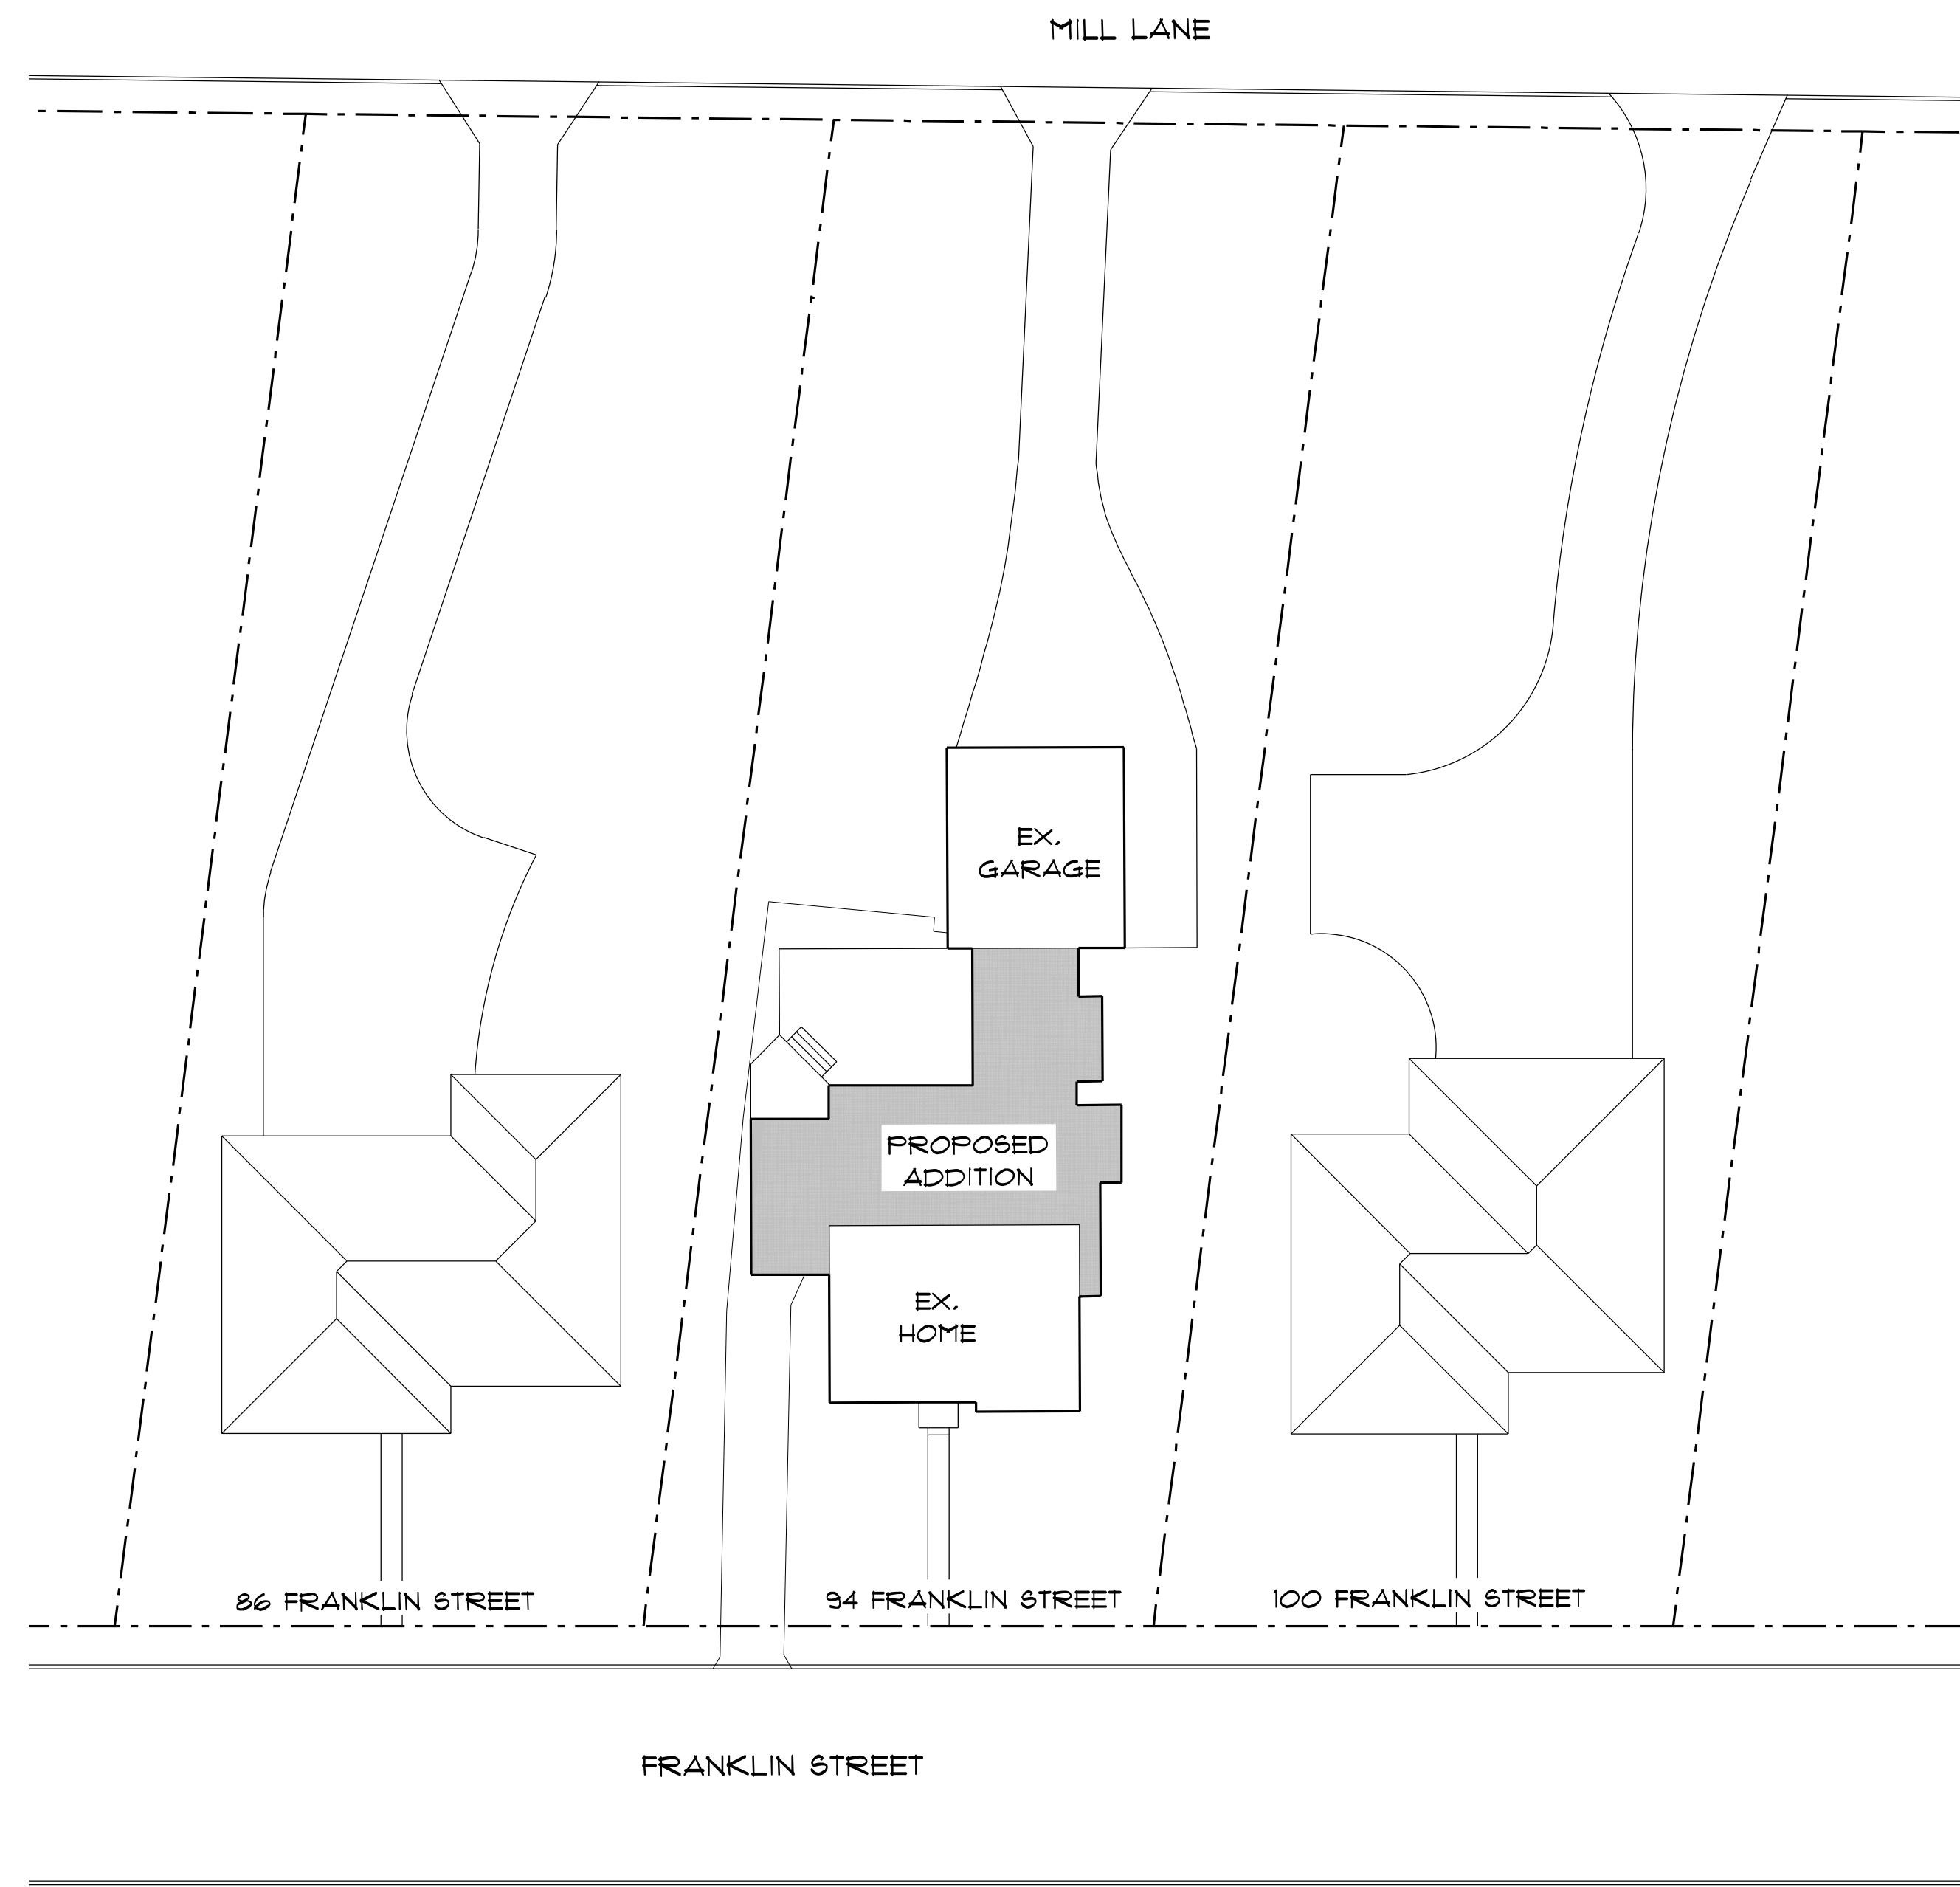 MILL LANE
EX.
GARAGE
PROPOSED
ADDITION
EX.
HOME
86 FRANKLIN STREET
94 FRANKLIN STREET
100 FRANKLIN STREET
FRANKLIN STREET